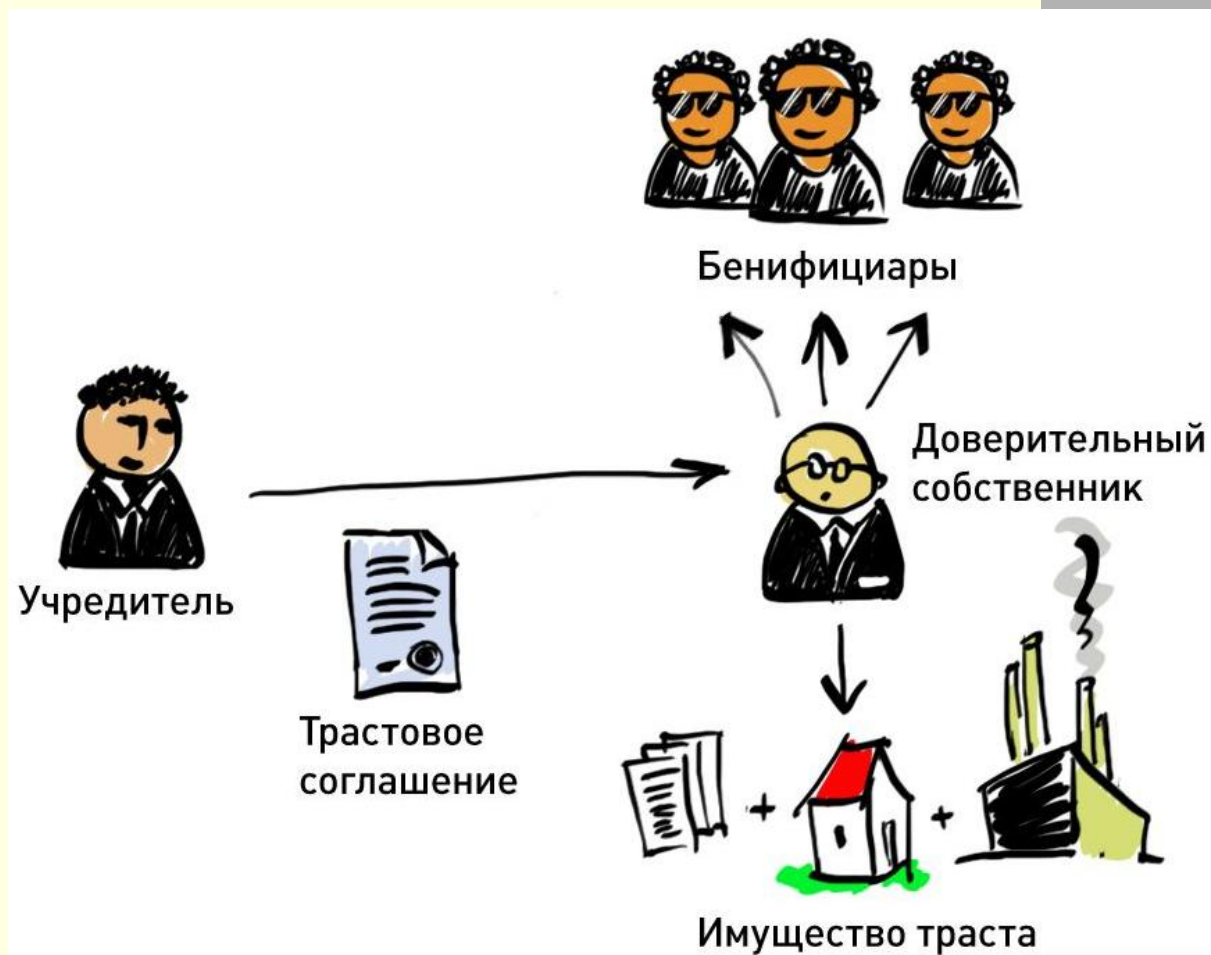 Бенифициары
Доверительный
собственник
Учредитель
Трастовое
соглашение
Имущество траста